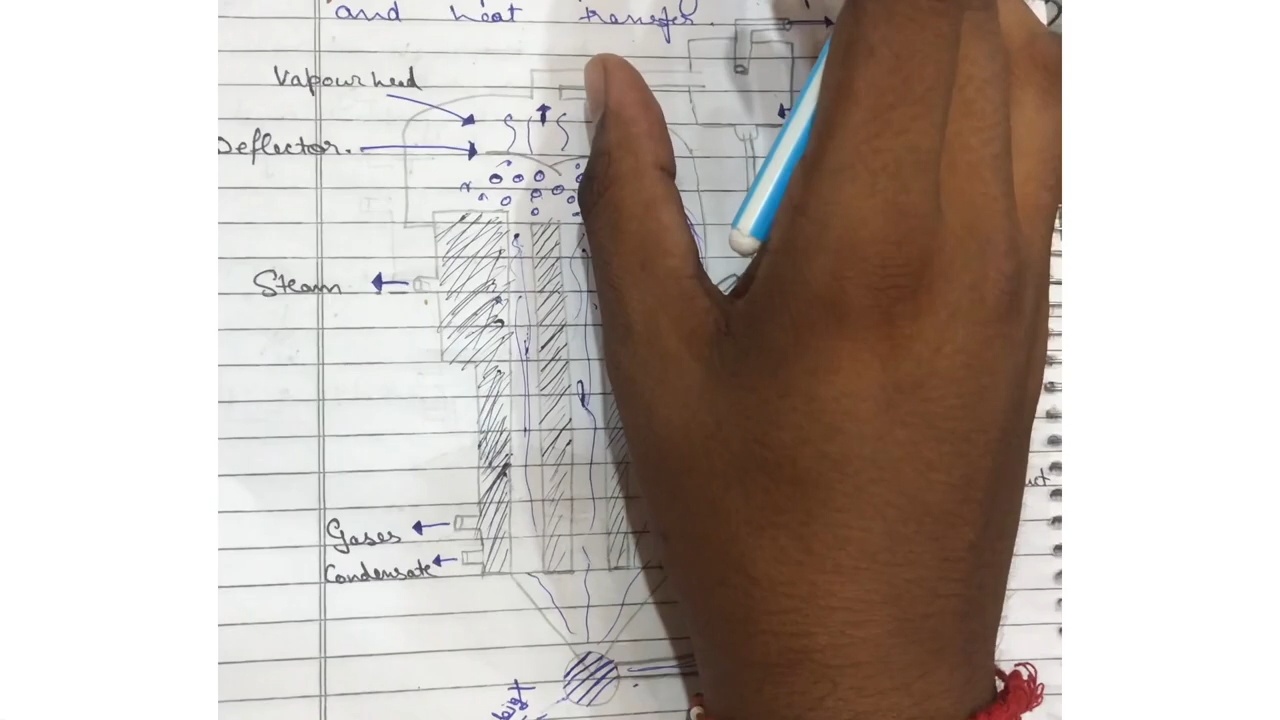 and heat transfer.
Vapour head
Deflector.
Steam
Gases
Condensate